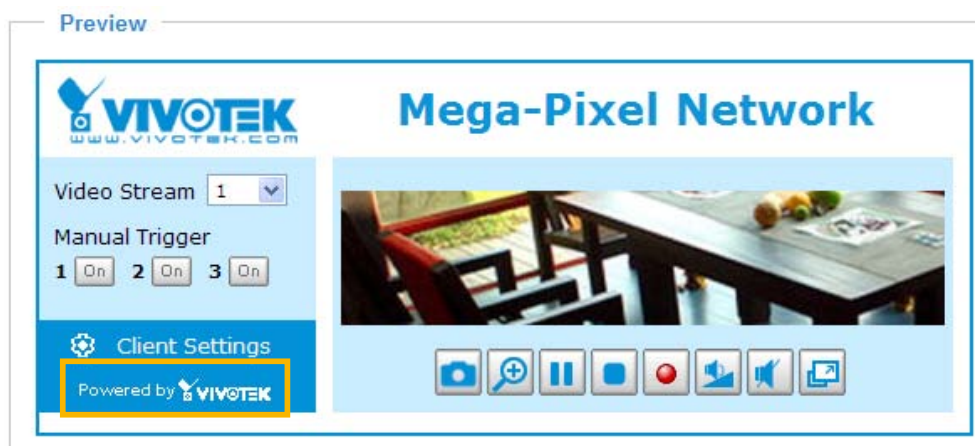 Preview
VIVOTEK
www.vivotek.com
Mega-Pixel Network
Video Stream 1
Manual Trigger
1 On 2 On 3 On
Client Settings
Powered by VIVOTEK